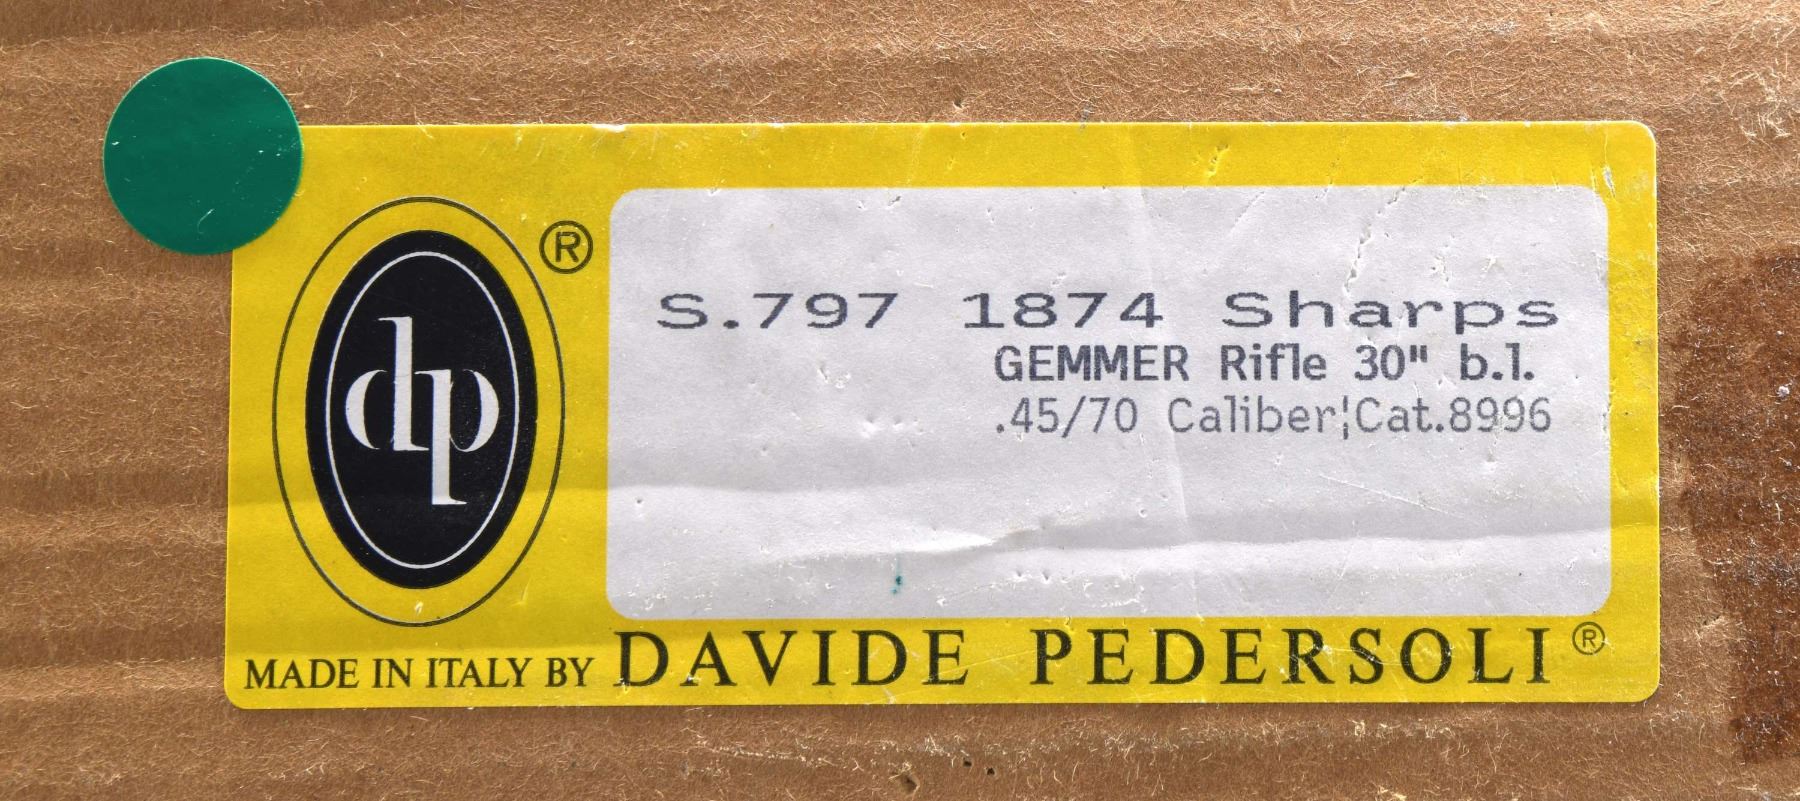 dp ®
S.797 1874 Sharps
GEMMER Rifle 30" b.l.
.45/70 Caliber¦Cat.8996
MADE IN ITALY BY DAVIDE PEDERSOLI ®